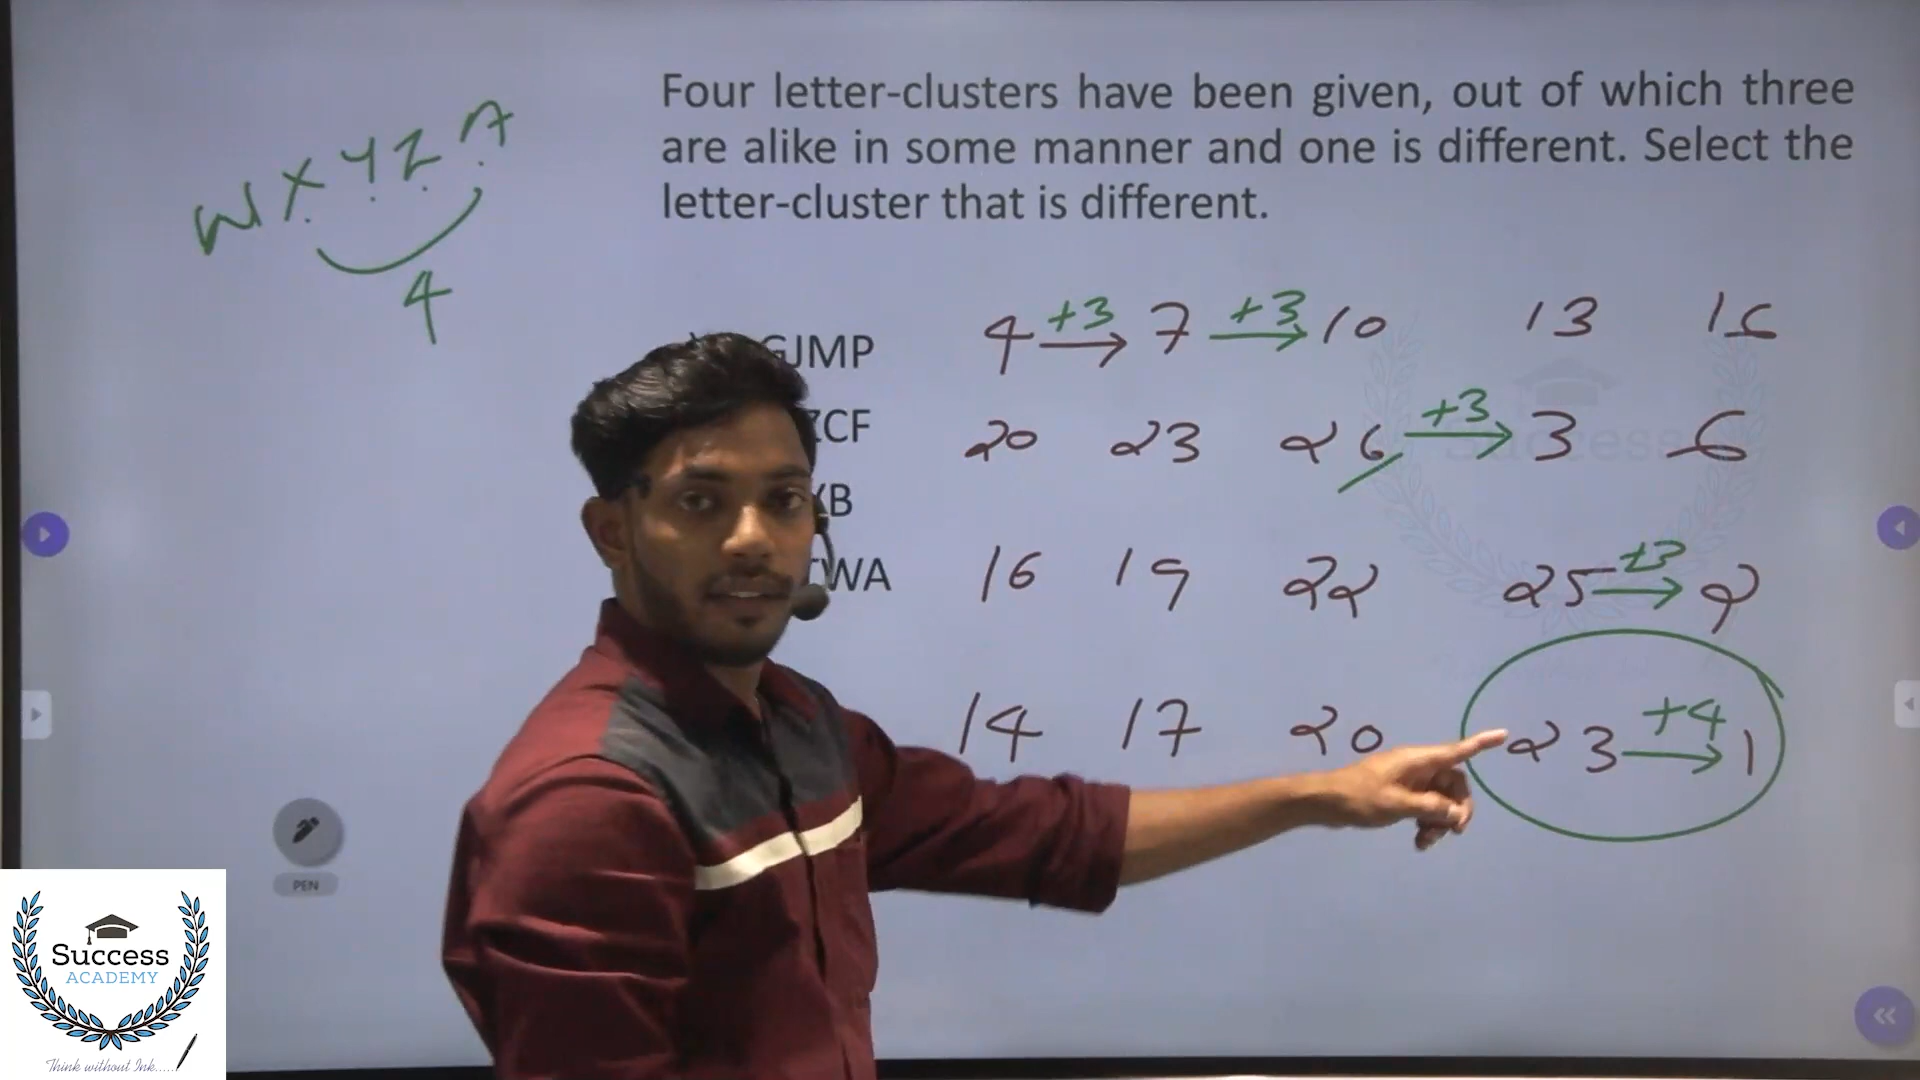 Four letter-clusters have been given, out of which three
are alike in some manner and one is different. Select the
letter-cluster that is different.
W X Y Z A
4
GJMP 4 +3 7 +3 10 13 16
ZCF 20 23 26 +3 3 6
B
TWA 16 19 22 25 +3 2
14 17 20 23 +4 1
PEN
Success
ACADEMY
Think without Ink.....